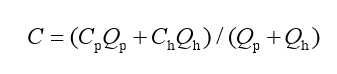 C = (CₚQₚ + CₕQₕ) / (Qₚ + Qₕ)